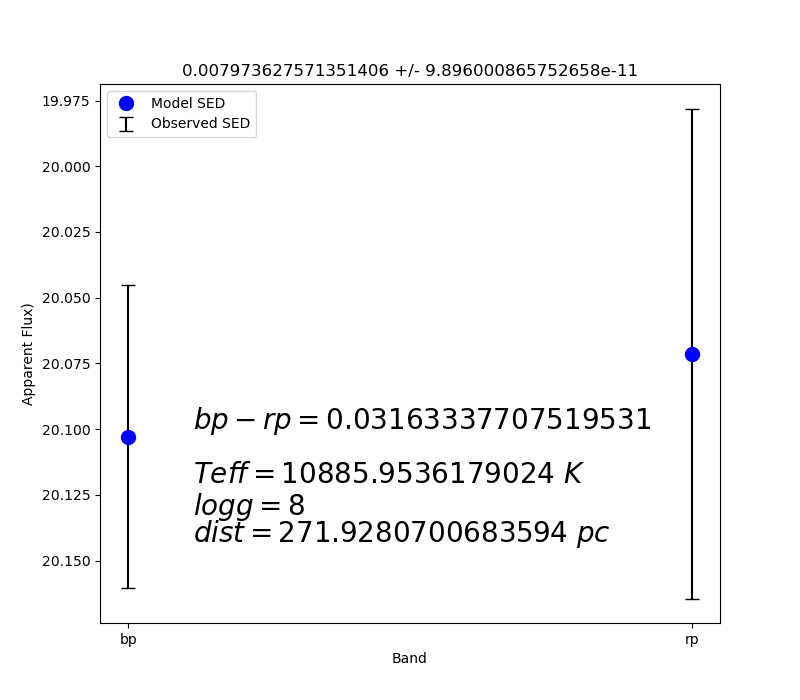 0.007973627571351406 +/- 9.896000865752658e-11
Model SED
Observed SED
19.975
20.000
20.025
20.050
20.075
20.100
20.125
20.150
Apparent Flux)
bp − rp = 0.03163337707519531
Teff = 10885.9536179024 K
logg = 8
dist = 271.9280700683594 pc
bp
rp
Band